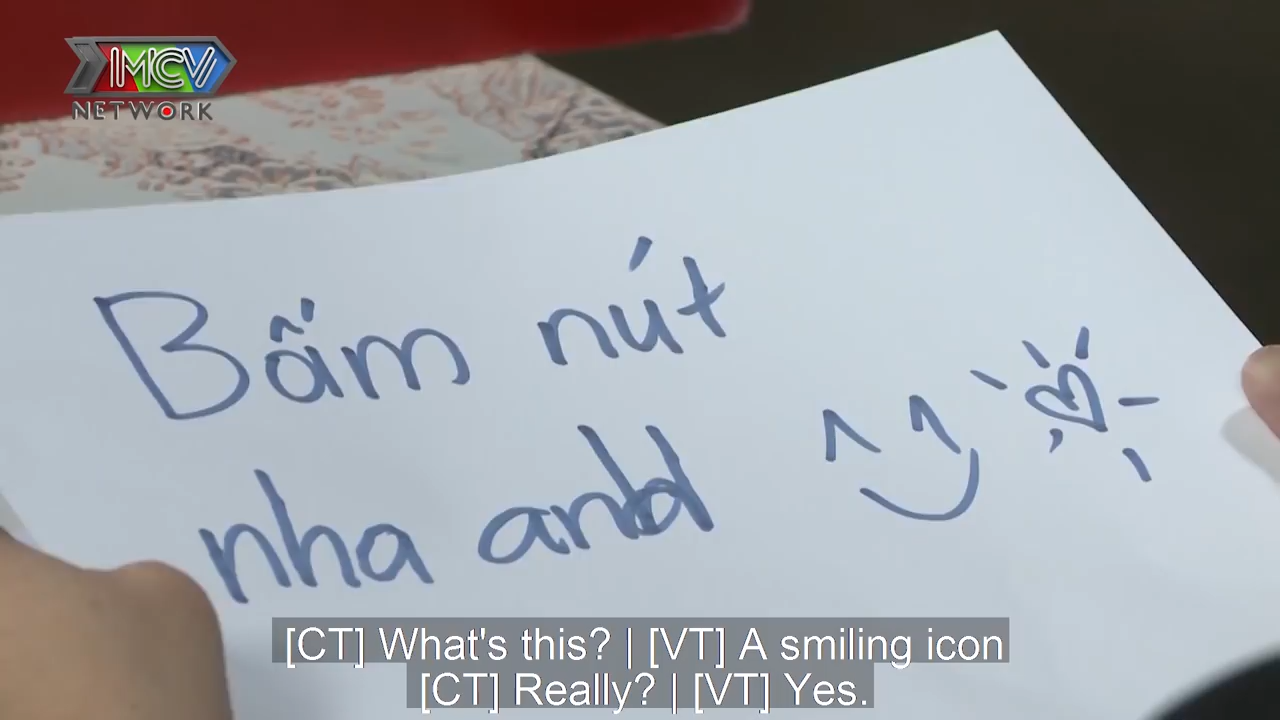 MCV
NETWORK
Bấm nút
nha anh
[CT] What's this? | [VT] A smiling icon
[CT] Really? | [VT] Yes.